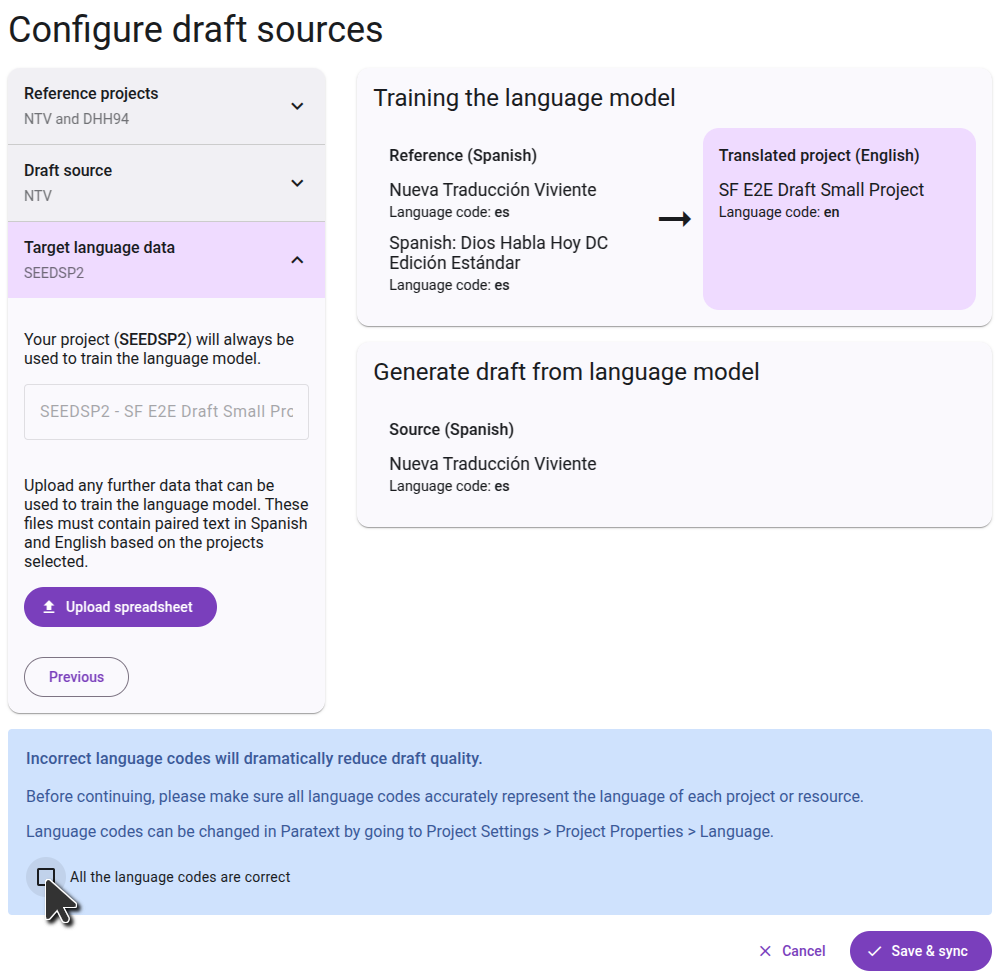 Configure draft sources
Reference projects
NTV and DHH94
Draft source
NTV
Target language data
SEEDSP2
Your project (SEEDSP2) will always be
used to train the language model.
SEEDSP2 - SF E2E Draft Small Prc
Upload any further data that can be
used to train the language model. These
files must contain paired text in Spanish
and English based on the projects
selected.
Upload spreadsheet
Previous
Training the language model
Reference (Spanish)
Nueva Traducción Viviente
Language code: es
Spanish: Dios Habla Hoy DC
Edición Estándar
Language code: es
Translated project (English)
SF E2E Draft Small Project
Language code: en
Generate draft from language model
Source (Spanish)
Nueva Traducción Viviente
Language code: es
Incorrect language codes will dramatically reduce draft quality.
Before continuing, please make sure all language codes accurately represent the language of each project or resource.
Language codes can be changed in Paratext by going to Project Settings > Project Properties > Language.
All the language codes are correct
Cancel
Save & sync